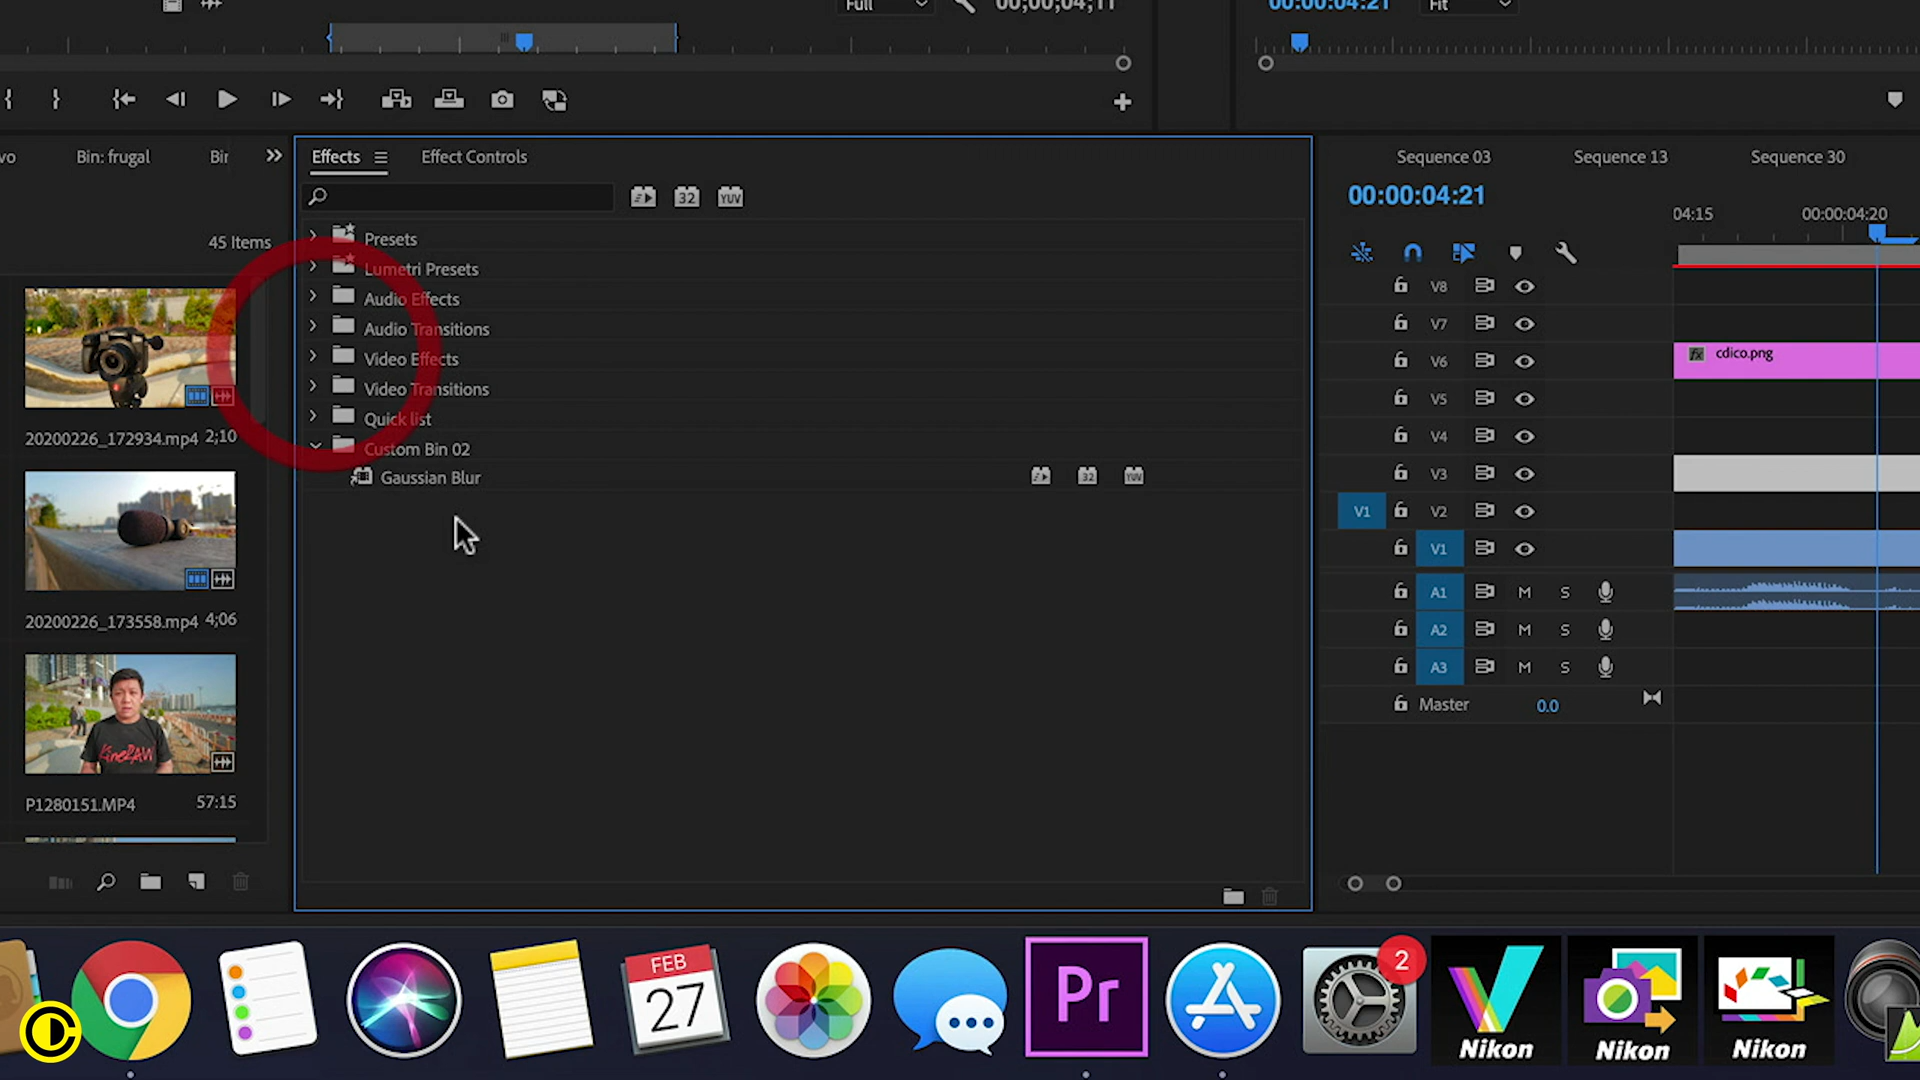 Full
00;00;04;11
00:00:04:21
Fit
vo
Bin: frugal
Bir
Effects
Effect Controls
Sequence 03
Sequence 13
Sequence 30
32
YUV
00:00:04:21
04:15
00:00:04:20
45 Items
Presets
Lumetri Presets
Audio Effects
Audio Transitions
Video Effects
Video Transitions
Quick list
Custom Bin 02
Gaussian Blur
32
YUV
20200226_172934.mp4
2;10
20200226_173558.mp4
4;06
KineRAW
P1280151.MP4
57:15
V8
V7
V6
cdico.png
V5
V4
V3
V1
V2
V1
A1
M
S
A2
M
S
A3
M
S
Master
0.0
FEB
27
Pr
2
Nikon
Nikon
Nikon